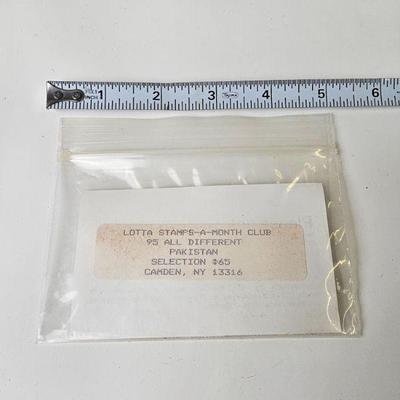 INCH 1 2 3 4 5 6
LOTTA STAMPS-A-MONTH CLUB
95 ALL DIFFERENT
PAKISTAN
SELECTION #65
CAMDEN, NY 13316